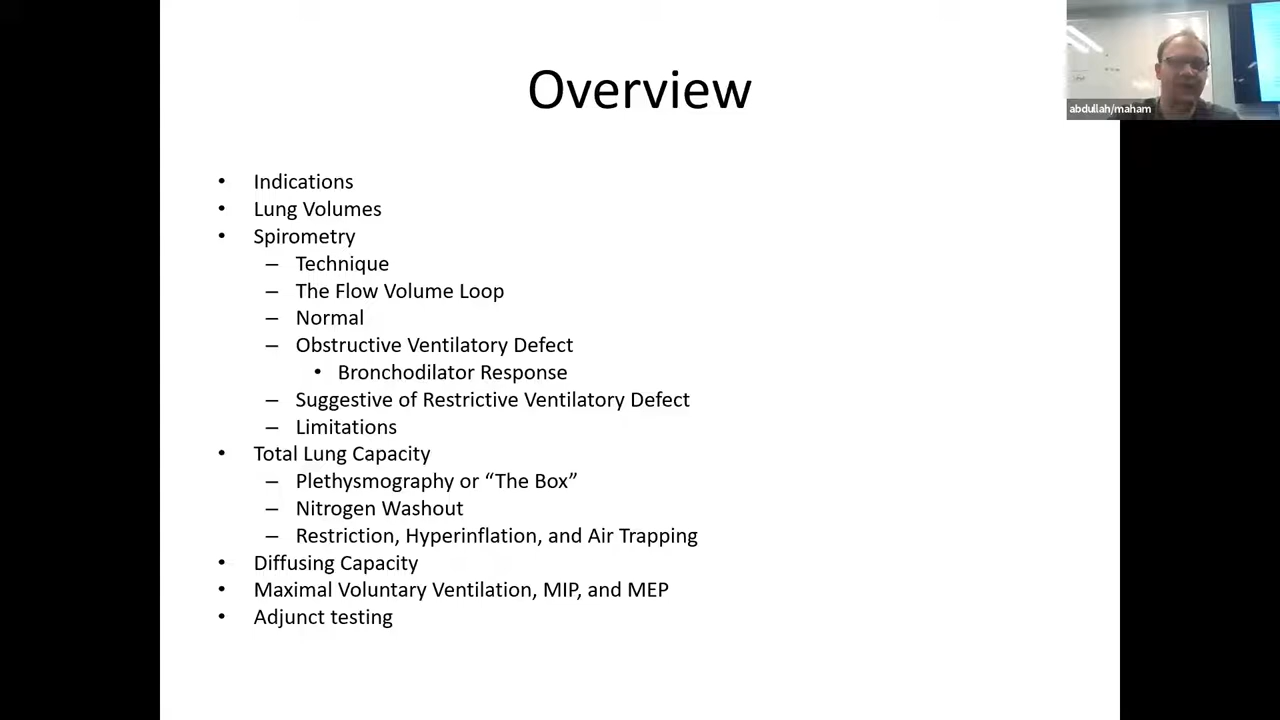 Overview
abdullah/maham
• Indications
• Lung Volumes
• Spirometry
– Technique
– The Flow Volume Loop
– Normal
– Obstructive Ventilatory Defect
• Bronchodilator Response
– Suggestive of Restrictive Ventilatory Defect
– Limitations
• Total Lung Capacity
– Plethysmography or “The Box”
– Nitrogen Washout
– Restriction, Hyperinflation, and Air Trapping
• Diffusing Capacity
• Maximal Voluntary Ventilation, MIP, and MEP
• Adjunct testing